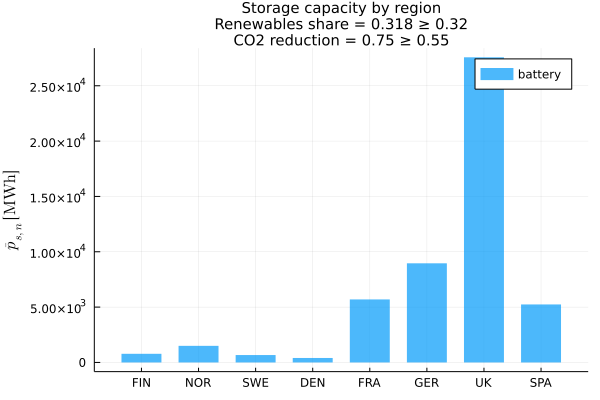 Storage capacity by region
Renewables share = 0.318 ≥ 0.32
CO2 reduction = 0.75 ≥ 0.55
battery
2.50×10⁴
2.00×10⁴
1.50×10⁴
1.00×10⁴
5.00×10³
0
p̄ₛ,ₙ [MWh]
FIN NOR SWE DEN FRA GER UK SPA